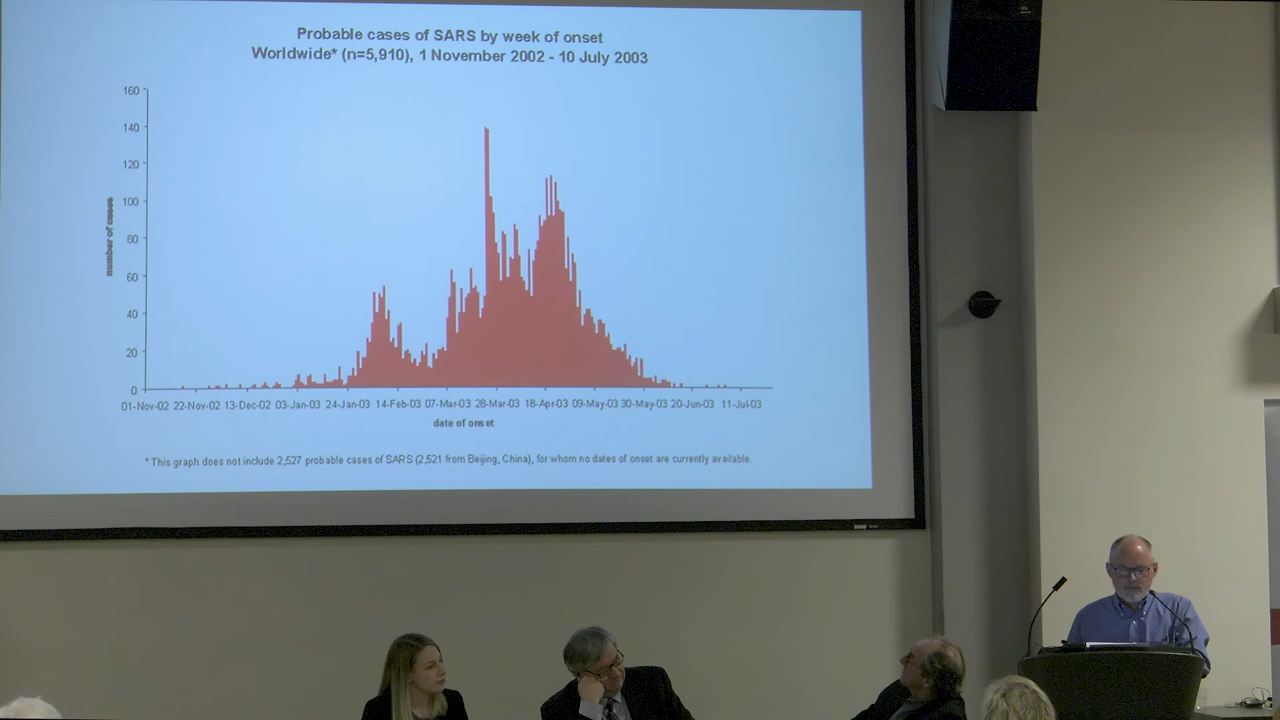 Probable cases of SARS by week of onset
Worldwide* (n=5,910), 1 November 2002 - 10 July 2003
160
140
120
100
80
60
40
20
0
number of cases
01-Nov-02 22-Nov-02 13-Dec-02 03-Jan-03 24-Jan-03 14-Feb-03 07-Mar-03 28-Mar-03 18-Apr-03 09-May-03 30-May-03 20-Jun-03 11-Jul-03
date of onset
* This graph does not include 2,527 probable cases of SARS (2,521 from Beijing, China), for whom no dates of onset are currently available.